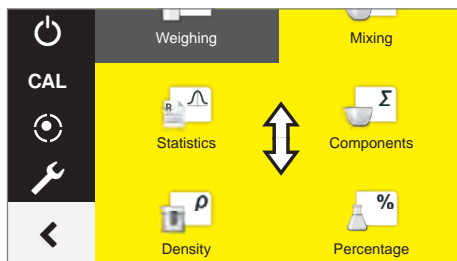 Weighing
Mixing
CAL
R
Σ
Statistics
Components
ρ
%
Density
Percentage